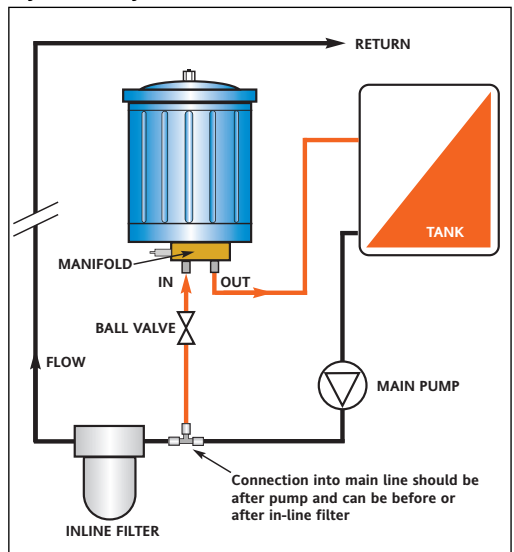 RETURN
TANK
MANIFOLD
IN
OUT
BALL VALVE
FLOW
MAIN PUMP
Connection into main line should be
after pump and can be before or
after in-line filter
INLINE FILTER